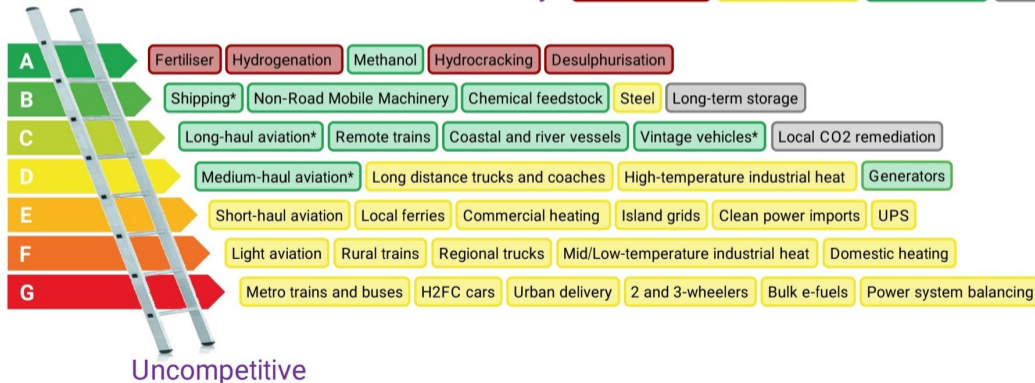 A Fertiliser Hydrogenation Methanol Hydrocracking Desulphurisation
B Shipping* Non-Road Mobile Machinery Chemical feedstock Steel Long-term storage
C Long-haul aviation* Remote trains Coastal and river vessels Vintage vehicles* Local CO2 remediation
D Medium-haul aviation* Long distance trucks and coaches High-temperature industrial heat Generators
E Short-haul aviation Local ferries Commercial heating Island grids Clean power imports UPS
F Light aviation Rural trains Regional trucks Mid/Low-temperature industrial heat Domestic heating
G Metro trains and buses H2FC cars Urban delivery 2 and 3-wheelers Bulk e-fuels Power system balancing
Uncompetitive